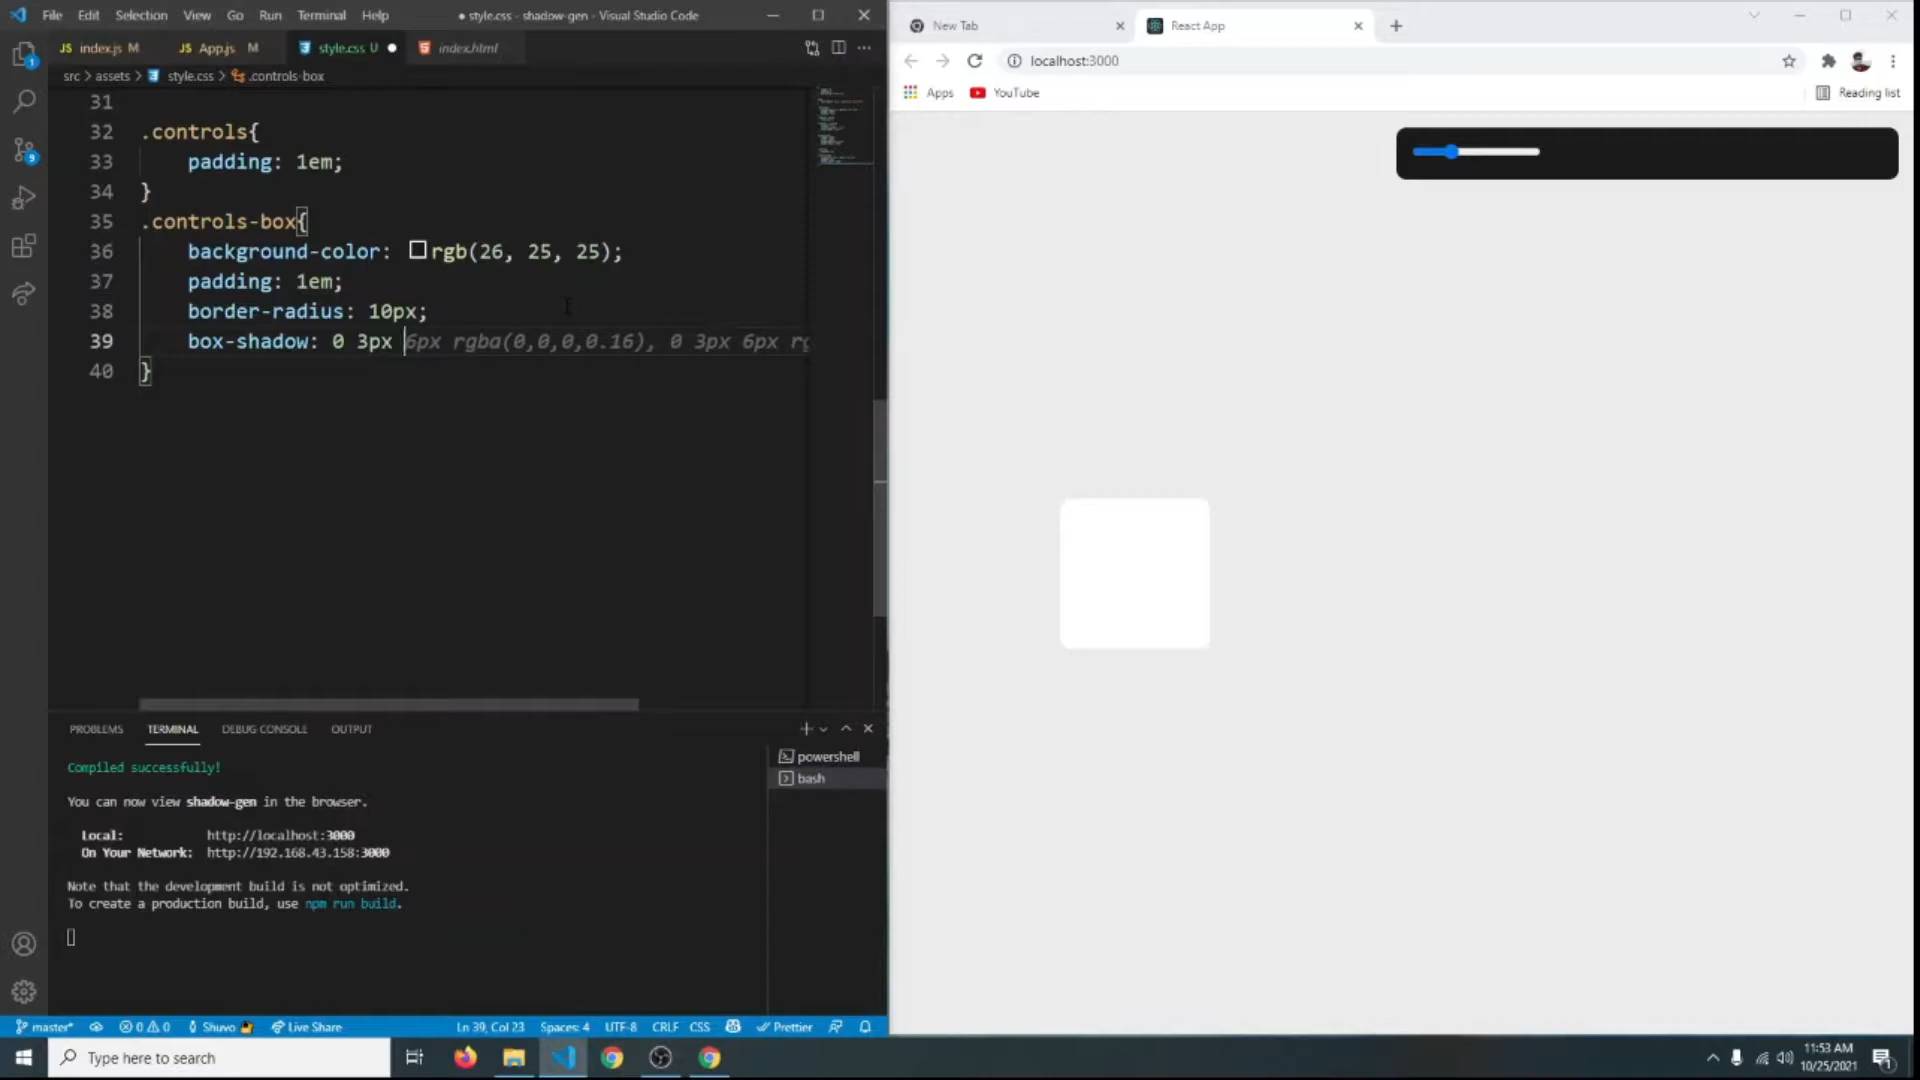 File Edit Selection View Go Run Terminal Help
● style.css - shadow-gen - Visual Studio Code
JS index.js M JS App.js M style.css U ● index.html
src > assets > style.css > .controls-box
31
32 .controls{
33 padding: 1em;
34 }
35 .controls-box{
36 background-color: rgb(26, 25, 25);
37 padding: 1em;
38 border-radius: 10px;
39 box-shadow: 0 3px 6px rgba(0,0,0,0.16), 0 3px 6px rg
40 }
PROBLEMS TERMINAL DEBUG CONSOLE OUTPUT
powershell
bash
Compiled successfully!
You can now view shadow-gen in the browser.
Local: http://localhost:3000
On Your Network: http://192.168.43.158:3000
Note that the development build is not optimized.
To create a production build, use npm run build.
master* 0 0 Shuvo Live Share Ln 39, Col 23 Spaces: 4 UTF-8 CRLF CSS Prettier
New Tab
React App
localhost:3000
Apps YouTube Reading list
Type here to search
11:53 AM
10/25/2021
1
9
1